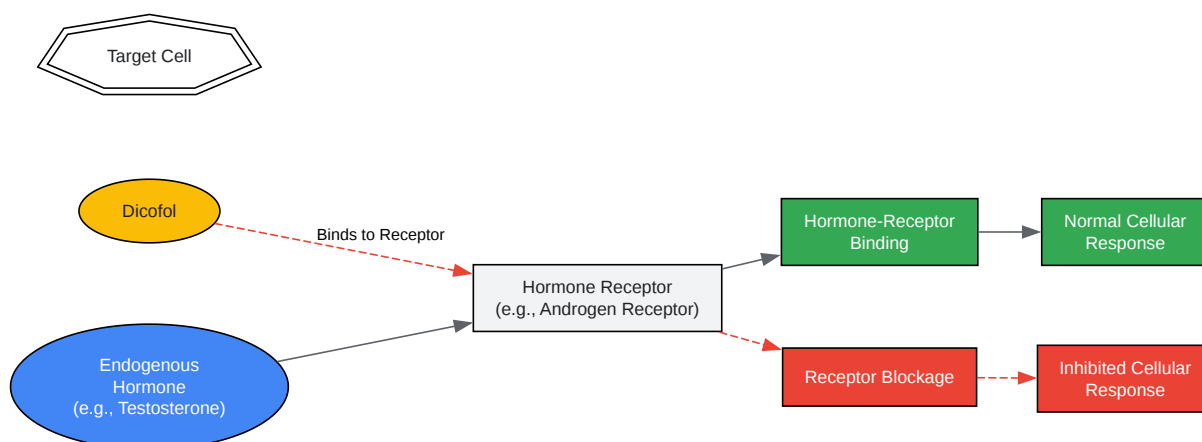 Target Cell
Dicofol
Binds to Receptor
Hormone-Receptor
Binding
Normal Cellular
Response
Hormone Receptor
(e.g., Androgen Receptor)
Endogenous
Hormone
(e.g., Testosterone)
Receptor Blockage
Inhibited Cellular
Response